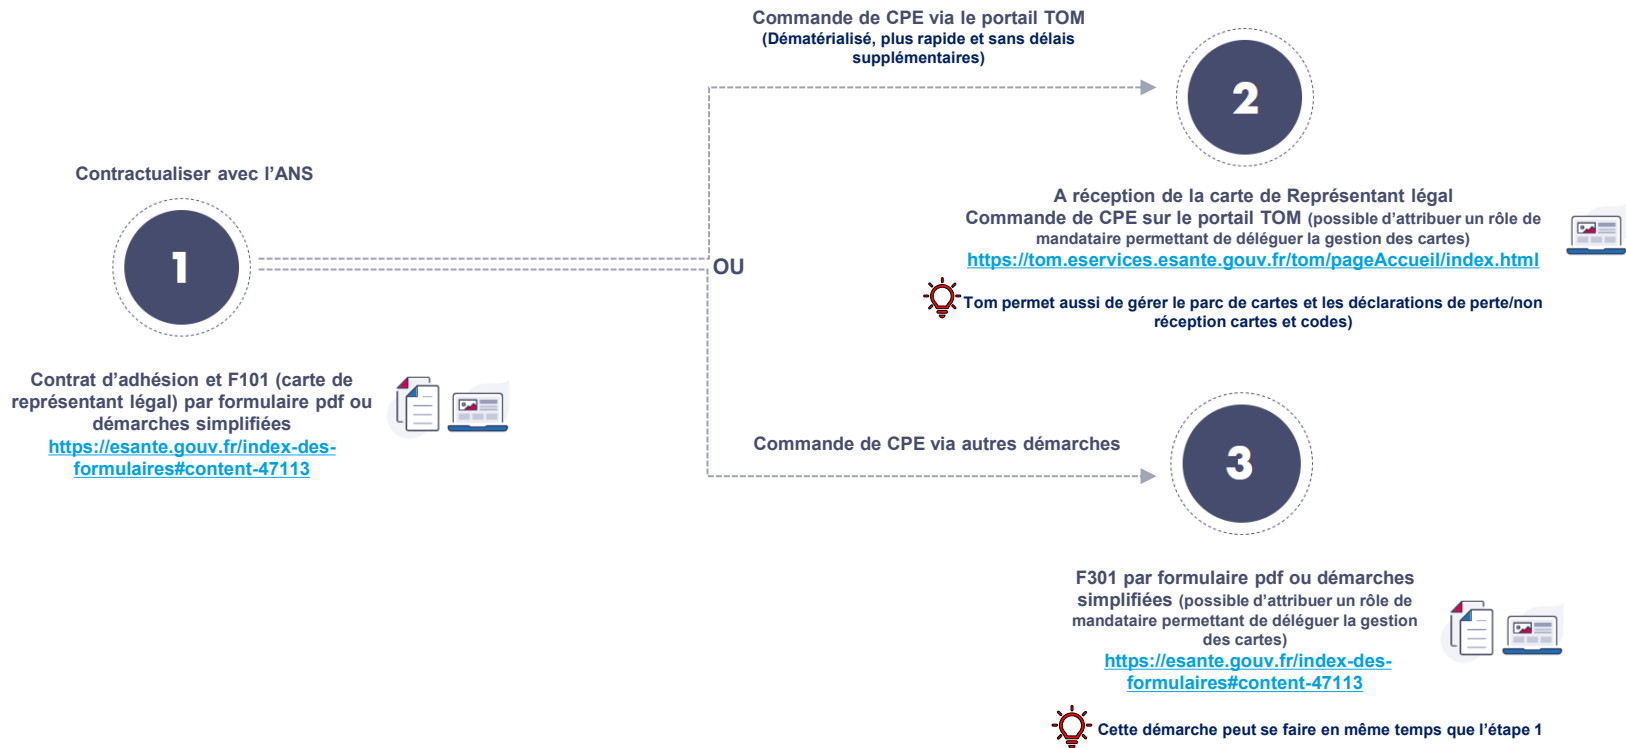 Contractualiser avec l’ANS
1
Contrat d’adhésion et F101 (carte de
représentant légal) par formulaire pdf ou
démarches simplifiées
https://esante.gouv.fr/index-des-
formulaires#content-47113
OU
Commande de CPE via le portail TOM
(Dématérialisé, plus rapide et sans délais
supplémentaires)
2
A réception de la carte de Représentant légal
Commande de CPE sur le portail TOM (possible d’attribuer un rôle de
mandataire permettant de déléguer la gestion des cartes)
https://tom.eservices.esante.gouv.fr/tom/pageAccueil/index.html
Tom permet aussi de gérer le parc de cartes et les déclarations de perte/non
réception cartes et codes)
Commande de CPE via autres démarches
3
F301 par formulaire pdf ou démarches
simplifiées (possible d’attribuer un rôle de
mandataire permettant de déléguer la gestion
des cartes)
https://esante.gouv.fr/index-des-
formulaires#content-47113
Cette démarche peut se faire en même temps que l’étape 1